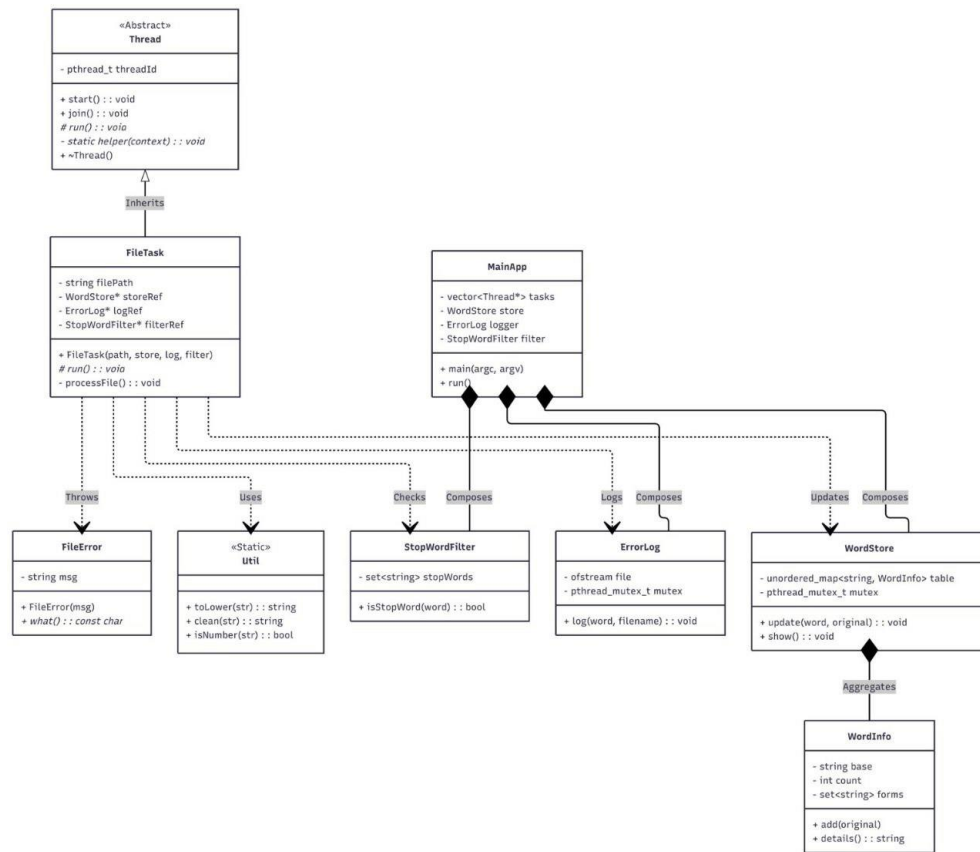 «Abstract»
Thread
- pthread_t threadId
+ start() : : void
+ join() : : void
# run() : : void
- static helper(context) : : void
+ ~Thread()
Inherits
FileTask
- string filePath
- WordStore* storeRef
- ErrorLog* logRef
- StopWordFilter* filterRef
+ FileTask(path, store, log, filter)
# run() : : void
- processFile() : : void
MainApp
- vector<Thread*> tasks
- WordStore store
- ErrorLog logger
- StopWordFilter filter
+ main(argc, argv)
+ run()
Throws
Uses
Checks
Composes
Logs
Composes
Updates
Composes
FileError
- string msg
+ FileError(msg)
+ what() : : const char
«Static»
Util
+ toLower(str) : : string
+ clean(str) : : string
+ isNumber(str) : : bool
StopWordFilter
- set<string> stopWords
+ isStopWord(word) : : bool
ErrorLog
- ofstream file
- pthread_mutex_t mutex
+ log(word, filename) : : void
WordStore
- unordered_map<string, WordInfo> table
- pthread_mutex_t mutex
+ update(word, original) : : void
+ show() : : void
Aggregates
WordInfo
- string base
- int count
- set<string> forms
+ add(original)
+ details() : : string